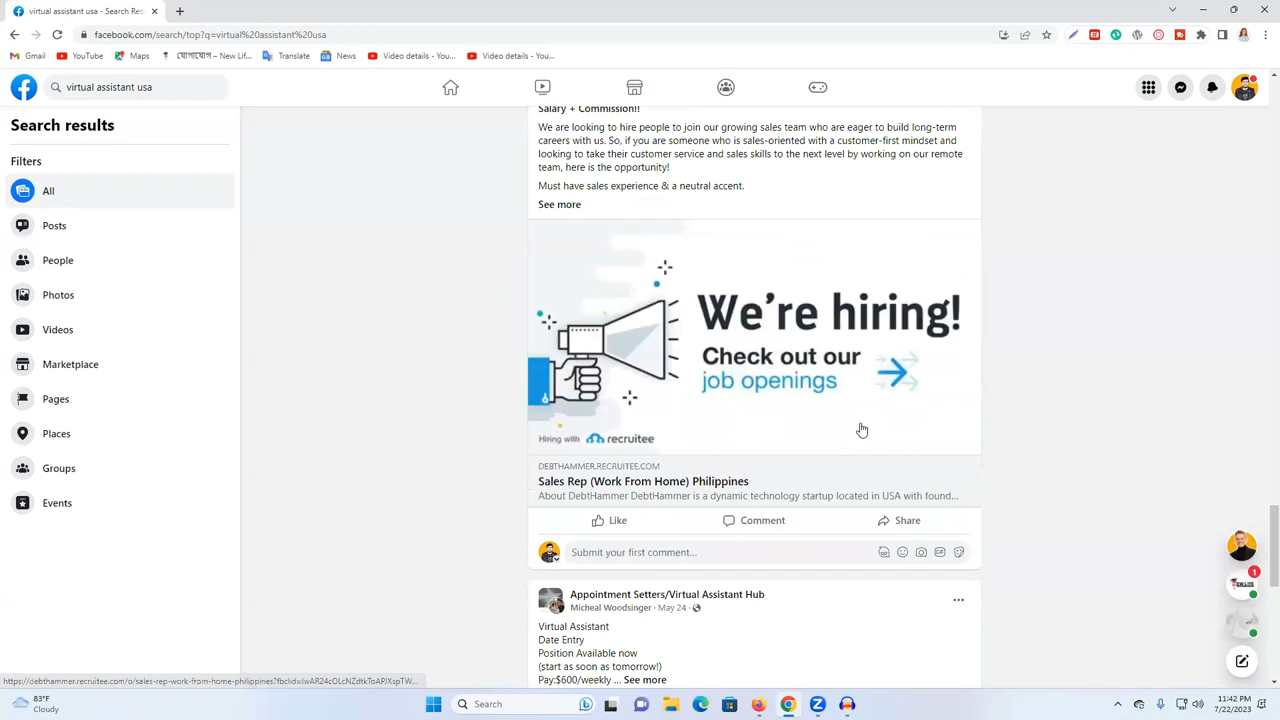 virtual assistant usa - Search Res
facebook.com/search/top?q=virtual%20assistant%20usa
Gmail
YouTube
Maps
যোগাযোগ – New Lif...
Translate
News
Video details - You...
Video details - You...
virtual assistant usa
Search results
Filters
All
Posts
People
Photos
Videos
Marketplace
Pages
Places
Groups
Events
Salary + Commission!!
We are looking to hire people to join our growing sales team who are eager to build long-term
careers with us. So, if you are someone who is sales-oriented with a customer-first mindset and
looking to take their customer service and sales skills to the next level by working on our remote
team, here is the opportunity!
Must have sales experience & a neutral accent.
See more
We're hiring!
Check out our
job openings
Hiring with recruitee
DEBTHAMMER.RECRUITEE.COM
Sales Rep (Work From Home) Philippines
About DebtHammer DebtHammer is a dynamic technology startup located in USA with found...
Like
Comment
Share
Submit your first comment...
Appointment Setters/Virtual Assistant Hub
Micheal Woodsinger · May 24 ·
Virtual Assistant
Date Entry
Position Available now
(start as soon as tomorrow!)
Pay:$600/weekly ... See more
1
83°F
Cloudy
Search
11:42 PM
7/22/2023